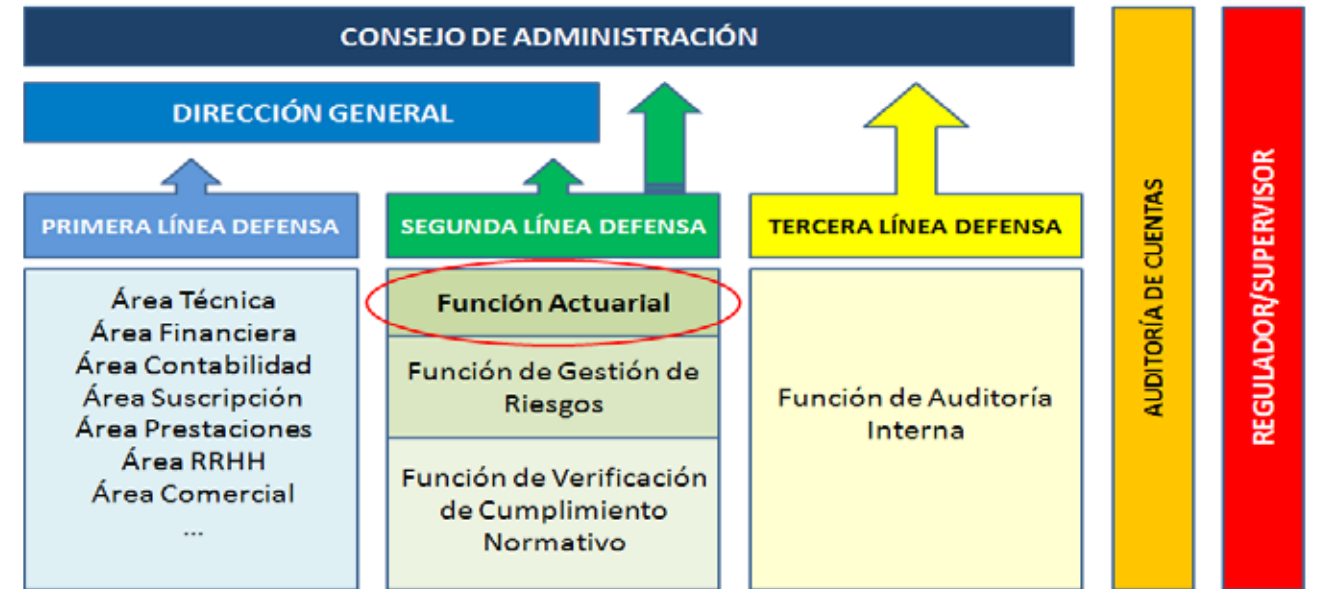 CONSEJO DE ADMINISTRACIÓN
DIRECCIÓN GENERAL
PRIMERA LÍNEA DEFENSA
Área Técnica
Área Financiera
Área Contabilidad
Área Suscripción
Área Prestaciones
Área RRHH
Área Comercial
...
SEGUNDA LÍNEA DEFENSA
Función Actuarial
Función de Gestión de
Riesgos
Función de Verificación
de Cumplimiento
Normativo
TERCERA LÍNEA DEFENSA
Función de Auditoría
Interna
AUDITORÍA DE CUENTAS
REGULADOR/SUPERVISOR